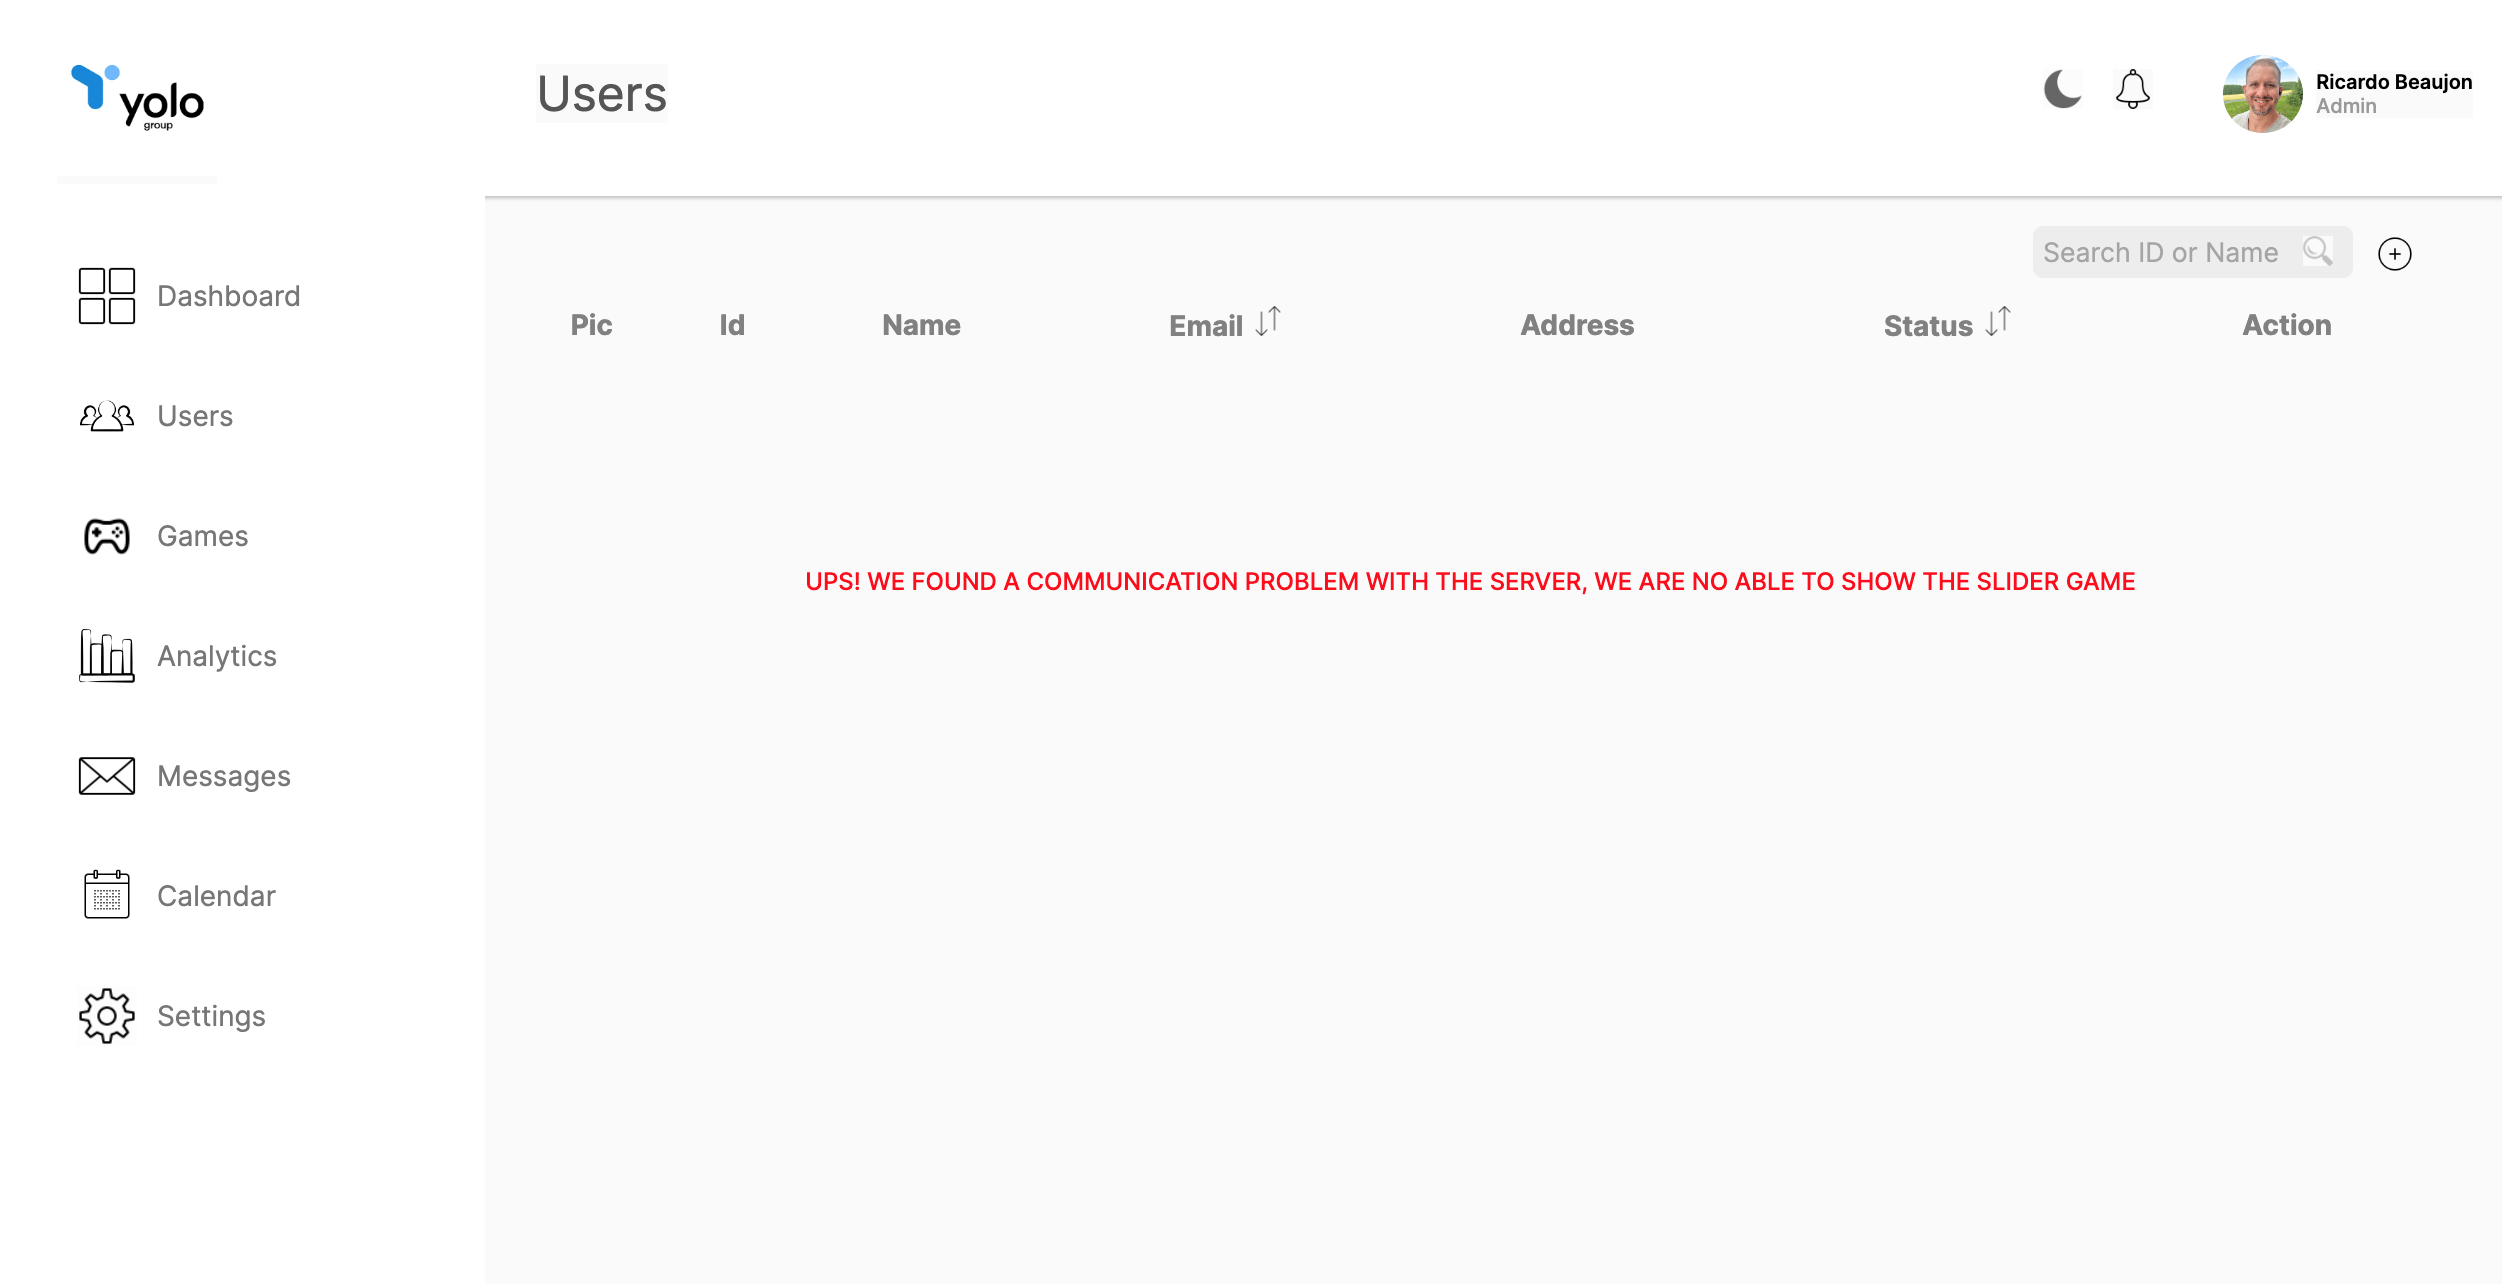 yolo
group
Users
Ricardo Beaujon
Admin
Search ID or Name
Dashboard
Users
Games
Analytics
Messages
Calendar
Settings
Pic Id Name Email Address Status Action
UPS! WE FOUND A COMMUNICATION PROBLEM WITH THE SERVER, WE ARE NO ABLE TO SHOW THE SLIDER GAME